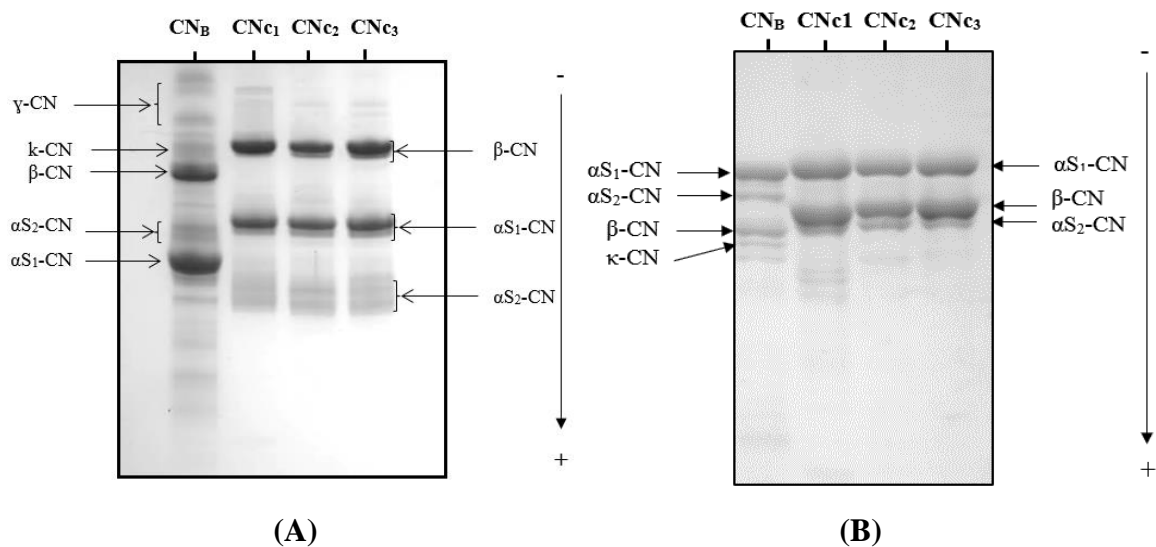 CNB CNc1 CNc2 CNc3
-
ɣ-CN
k-CN
β-CN
αS2-CN
αS1-CN
β-CN
αS1-CN
αS2-CN
+
(A)
CNB CNc1 CNc2 CNc3
-
αS1-CN
αS2-CN
β-CN
κ-CN
αS1-CN
β-CN
αS2-CN
+
(B)